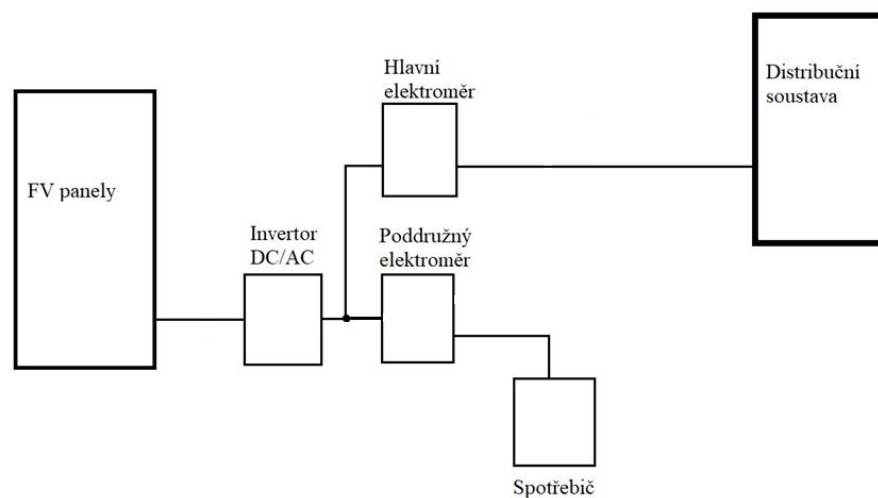 Hlavní
elektroměr
Distribuční
soustava
FV panely
Invertor
DC/AC
Poddružný
elektroměr
Spotřebič